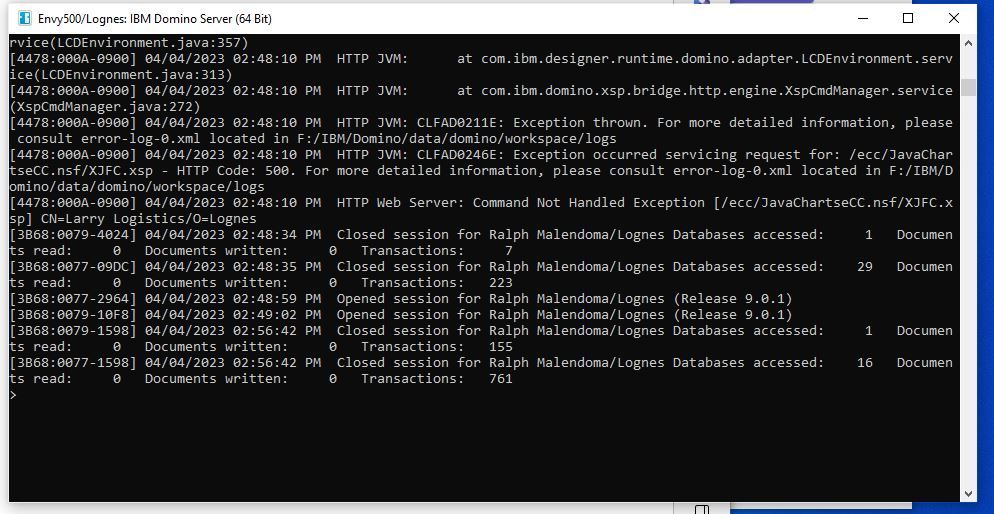 Envy500/Lognes: IBM Domino Server (64 Bit)
rvice(LCDEnvironment.java:357)
[4478:000A-0900] 04/04/2023 02:48:10 PM  HTTP JVM:      at com.ibm.designer.runtime.domino.adapter.LCDEnvironment.serv
ice(LCDEnvironment.java:313)
[4478:000A-0900] 04/04/2023 02:48:10 PM  HTTP JVM:      at com.ibm.domino.xsp.bridge.http.engine.XspCmdManager.service
(XspCmdManager.java:272)
[4478:000A-0900] 04/04/2023 02:48:10 PM  HTTP JVM: CLFAD0211E: Exception thrown. For more detailed information, please
 consult error-log-0.xml located in F:/IBM/Domino/data/domino/workspace/logs
[4478:000A-0900] 04/04/2023 02:48:10 PM  HTTP JVM: CLFAD0246E: Exception occurred servicing request for: /ecc/JavaChar
tseCC.nsf/XJFC.xsp - HTTP Code: 500. For more detailed information, please consult error-log-0.xml located in F:/IBM/D
omino/data/domino/workspace/logs
[4478:000A-0900] 04/04/2023 02:48:10 PM  HTTP Web Server: Command Not Handled Exception [/ecc/JavaChartseCC.nsf/XJFC.x
sp] CN=Larry Logistics/O=Lognes
[3B68:0079-4024] 04/04/2023 02:48:34 PM  Closed session for Ralph Malendoma/Lognes Databases accessed:     1   Documen
ts read:     0   Documents written:     0   Transactions:     7
[3B68:0077-09DC] 04/04/2023 02:48:35 PM  Closed session for Ralph Malendoma/Lognes Databases accessed:    29   Documen
ts read:     0   Documents written:     0   Transactions:   223
[3B68:0077-2964] 04/04/2023 02:48:59 PM  Opened session for Ralph Malendoma/Lognes (Release 9.0.1)
[3B68:0079-10F8] 04/04/2023 02:49:02 PM  Opened session for Ralph Malendoma/Lognes (Release 9.0.1)
[3B68:0079-1598] 04/04/2023 02:56:42 PM  Closed session for Ralph Malendoma/Lognes Databases accessed:     1   Documen
ts read:     0   Documents written:     0   Transactions:   155
[3B68:0077-1598] 04/04/2023 02:56:42 PM  Closed session for Ralph Malendoma/Lognes Databases accessed:    16   Documen
ts read:     0   Documents written:     0   Transactions:   761
>